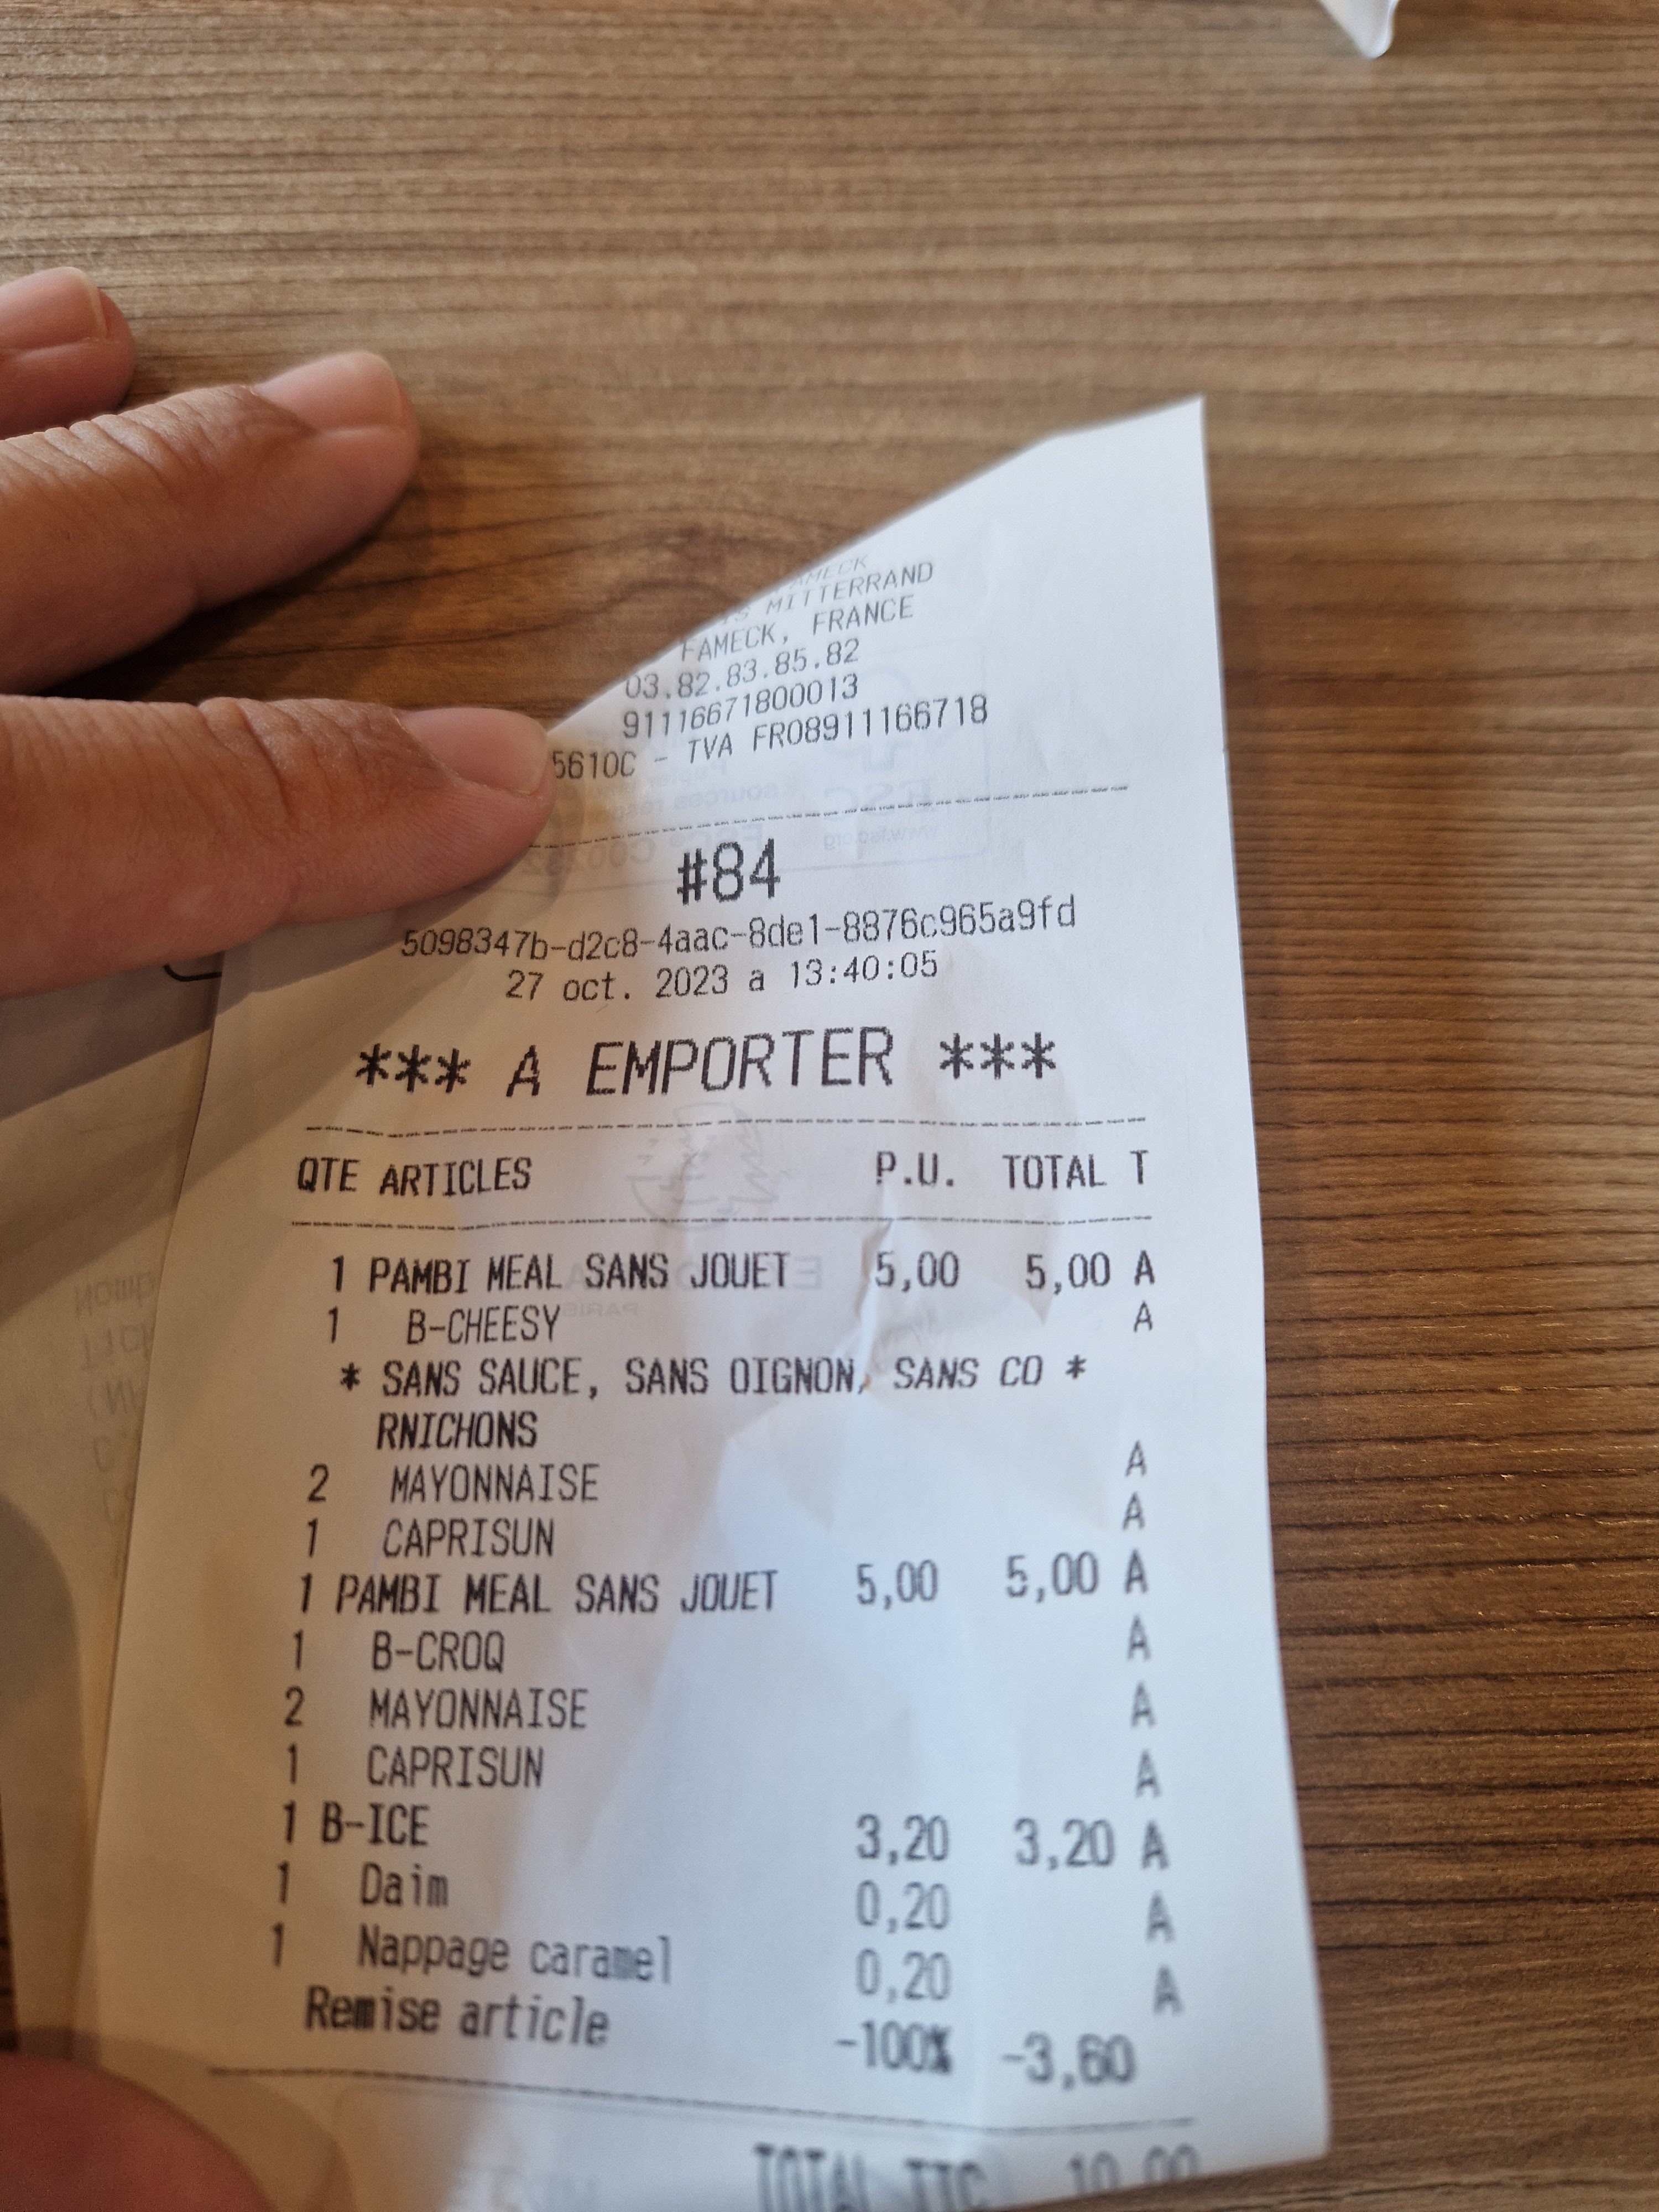 AMECK
IS MITTERRAND
FAMECK, FRANCE
03.82.83.85.82
91116671800013
5610C - TVA FR08911166718
#84
5098347b-d2c8-4aac-8de1-8876c965a9fd
27 oct. 2023 a 13:40:05
*** A EMPORTER ***
QTE ARTICLES P.U. TOTAL T
1 PAMBI MEAL SANS JOUET 5,00 5,00 A
1 B-CHEESY A
* SANS SAUCE, SANS OIGNON, SANS CO *
RNICHONS
2 MAYONNAISE A
1 CAPRISUN A
1 PAMBI MEAL SANS JOUET 5,00 5,00 A
1 B-CROQ A
2 MAYONNAISE A
1 CAPRISUN A
1 B-ICE 3,20 3,20 A
1 Daim 0,20 A
1 Nappage caramel 0,20 A
Remise article -100% -3,60
TOTAL TTC 10,00